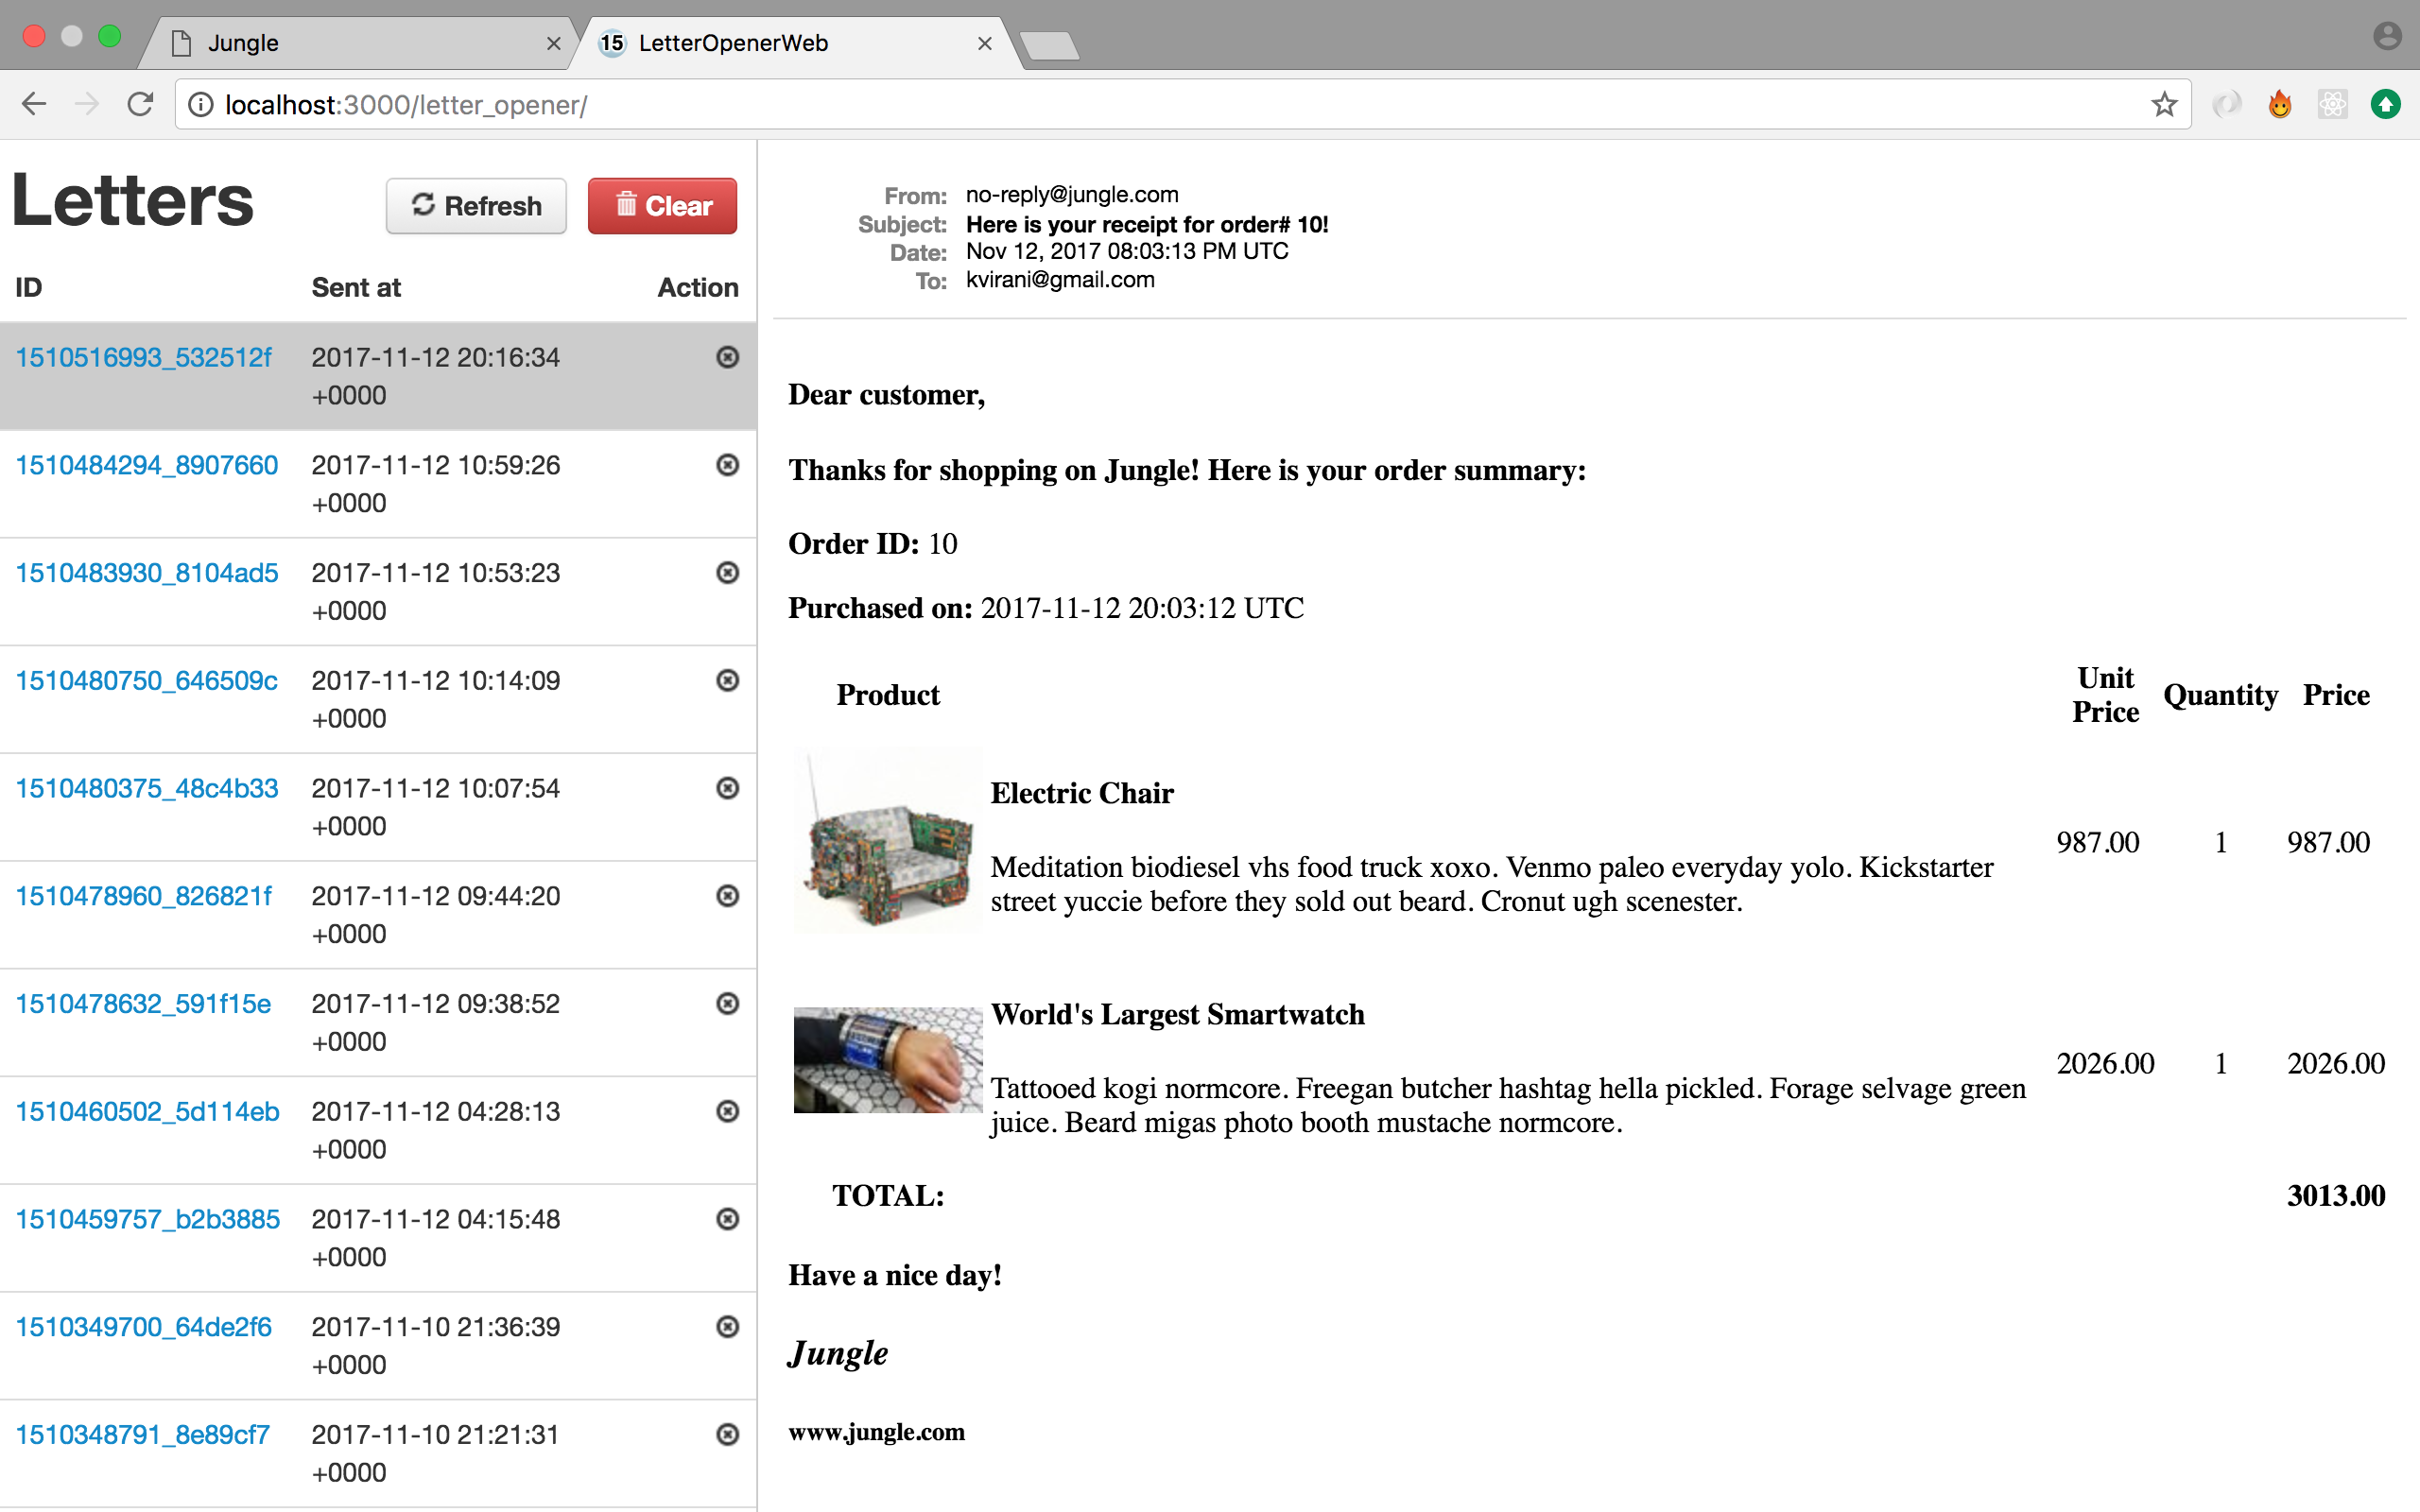 Jungle
15 LetterOpenerWeb
localhost:3000/letter_opener/
Letters
Refresh
Clear
ID Sent at Action
1510516993_532512f 2017-11-12 20:16:34
+0000
1510484294_8907660 2017-11-12 10:59:26
+0000
1510483930_8104ad5 2017-11-12 10:53:23
+0000
1510480750_646509c 2017-11-12 10:14:09
+0000
1510480375_48c4b33 2017-11-12 10:07:54
+0000
1510478960_826821f 2017-11-12 09:44:20
+0000
1510478632_591f15e 2017-11-12 09:38:52
+0000
1510460502_5d114eb 2017-11-12 04:28:13
+0000
1510459757_b2b3885 2017-11-12 04:15:48
+0000
1510349700_64de2f6 2017-11-10 21:36:39
+0000
1510348791_8e89cf7 2017-11-10 21:21:31
+0000
From: no-reply@jungle.com
Subject: Here is your receipt for order# 10!
Date: Nov 12, 2017 08:03:13 PM UTC
To: kvirani@gmail.com
Dear customer,
Thanks for shopping on Jungle! Here is your order summary:
Order ID: 10
Purchased on: 2017-11-12 20:03:12 UTC
Product Unit Price Quantity Price
Electric Chair
Meditation biodiesel vhs food truck xoxo. Venmo paleo everyday yolo. Kickstarter
street yuccie before they sold out beard. Cronut ugh scenester.
987.00 1 987.00
World's Largest Smartwatch
Tattooed kogi normcore. Freegan butcher hashtag hella pickled. Forage selvage green
juice. Beard migas photo booth mustache normcore.
2026.00 1 2026.00
TOTAL: 3013.00
Have a nice day!
Jungle
www.jungle.com